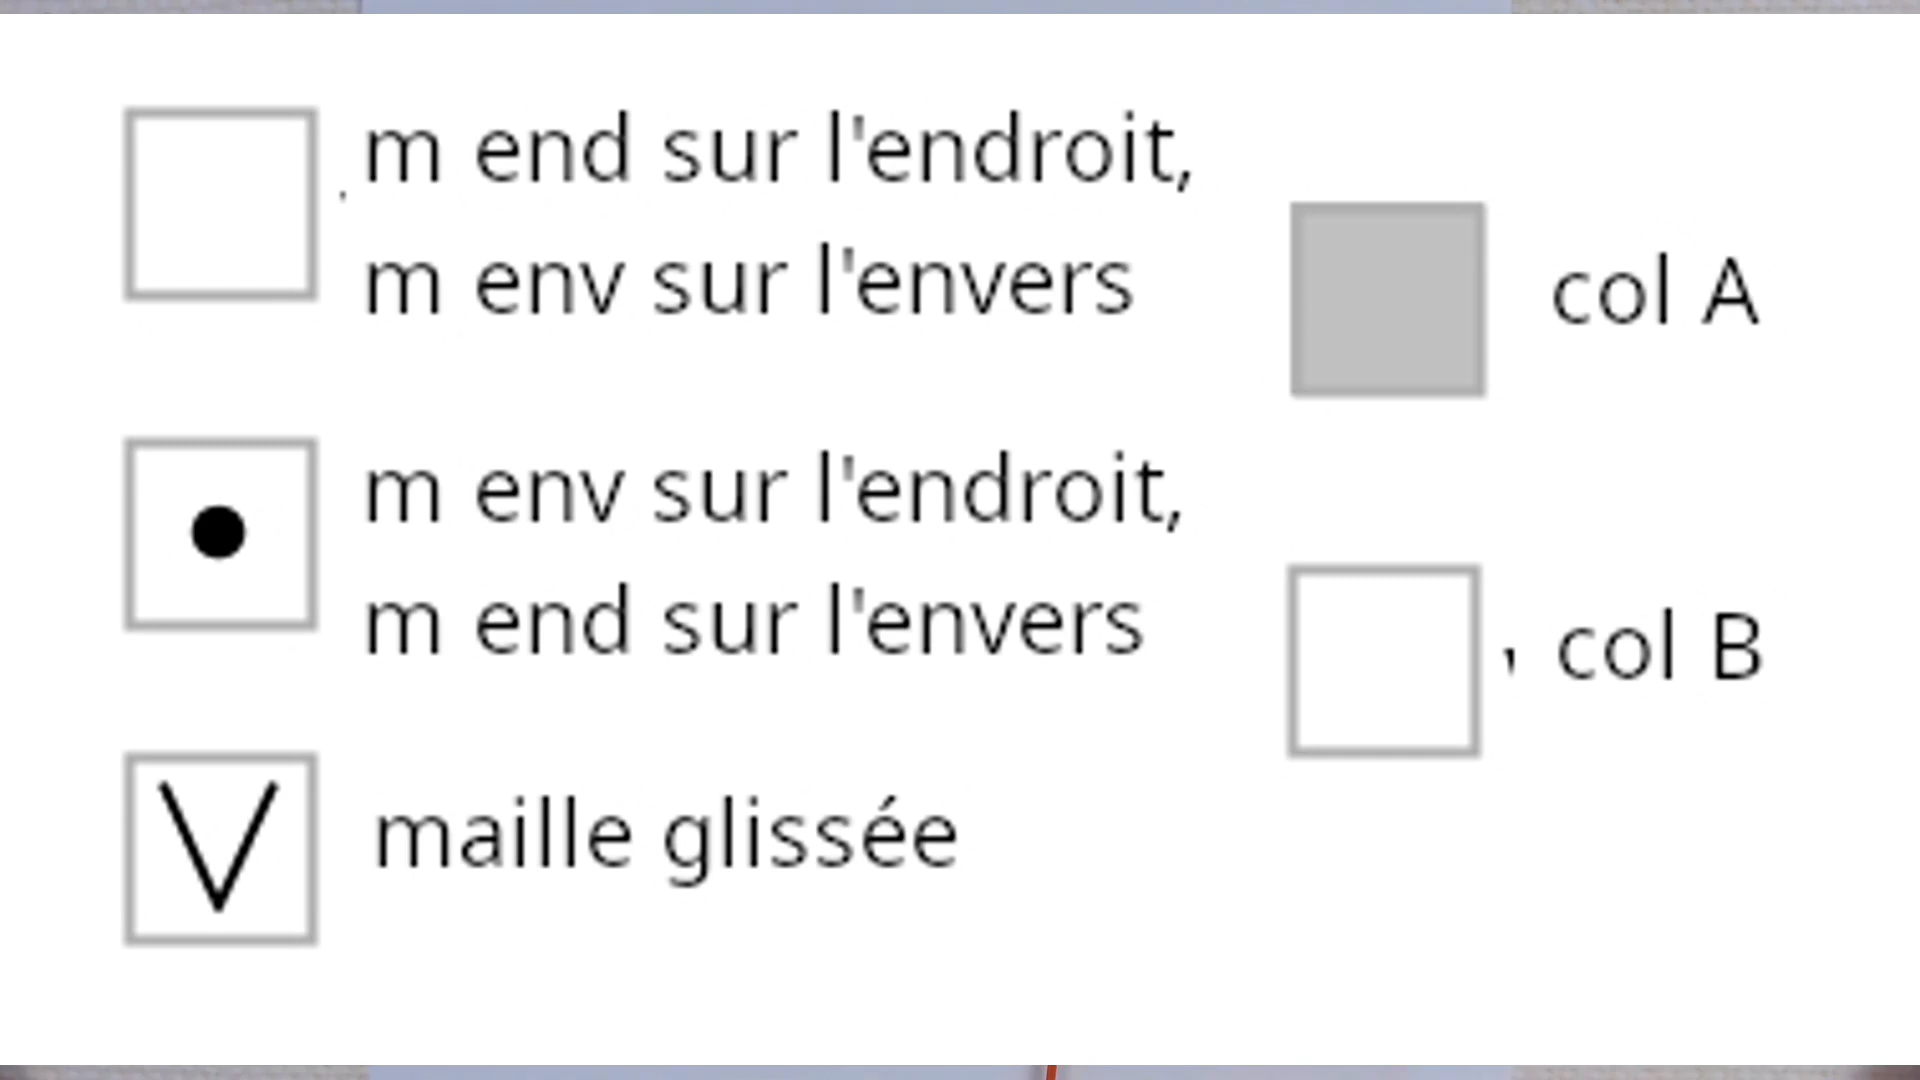 m end sur l'endroit,
m env sur l'envers
m env sur l'endroit,
m end sur l'envers
V maille glissée
col A
col B